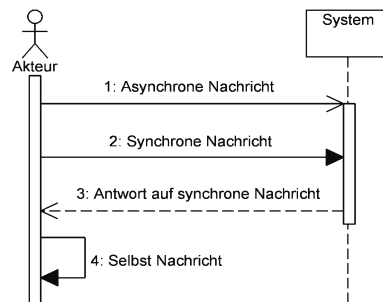 System
Akteur
1: Asynchrone Nachricht
2: Synchrone Nachricht
3: Antwort auf synchrone Nachricht
4: Selbst Nachricht